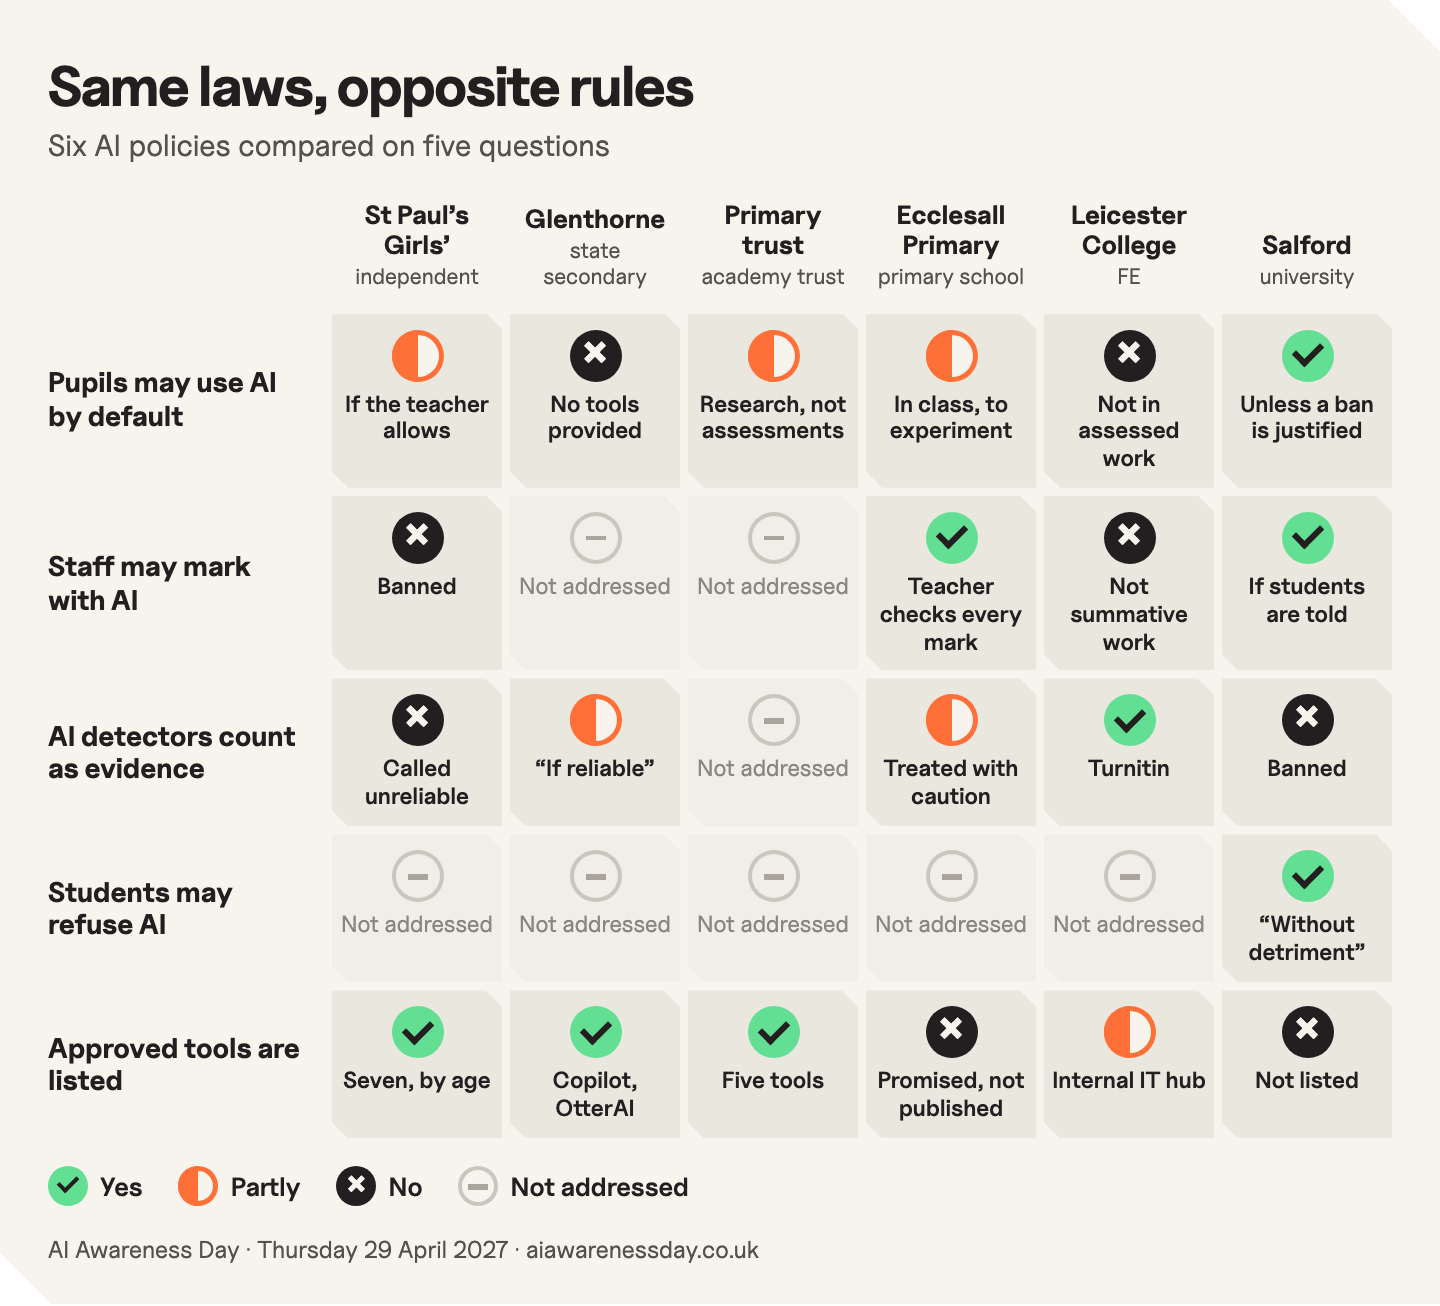 Same laws, opposite rules
Six AI policies compared on five questions
St Paul’s
Girls’
independent
Glenthorne
state
secondary
Primary
trust
academy trust
Ecclesall
Primary
primary school
Leicester
College
FE
Salford
university
Pupils may use AI
by default
If the teacher
allows
No tools
provided
Research, not
assessments
In class, to
experiment
Not in
assessed
work
Unless a ban
is justified
Staff may mark
with AI
Banned
Not addressed
Not addressed
Teacher
checks every
mark
Not
summative
work
If students
are told
AI detectors count
as evidence
Called
unreliable
“If reliable”
Not addressed
Treated with
caution
Turnitin
Banned
Students may
refuse AI
Not addressed
Not addressed
Not addressed
Not addressed
Not addressed
“Without
detriment”
Approved tools are
listed
Seven, by age
Copilot,
OtterAI
Five tools
Promised, not
published
Internal IT hub
Not listed
Yes
Partly
No
Not addressed
AI Awareness Day · Thursday 29 April 2027 · aiawarenessday.co.uk